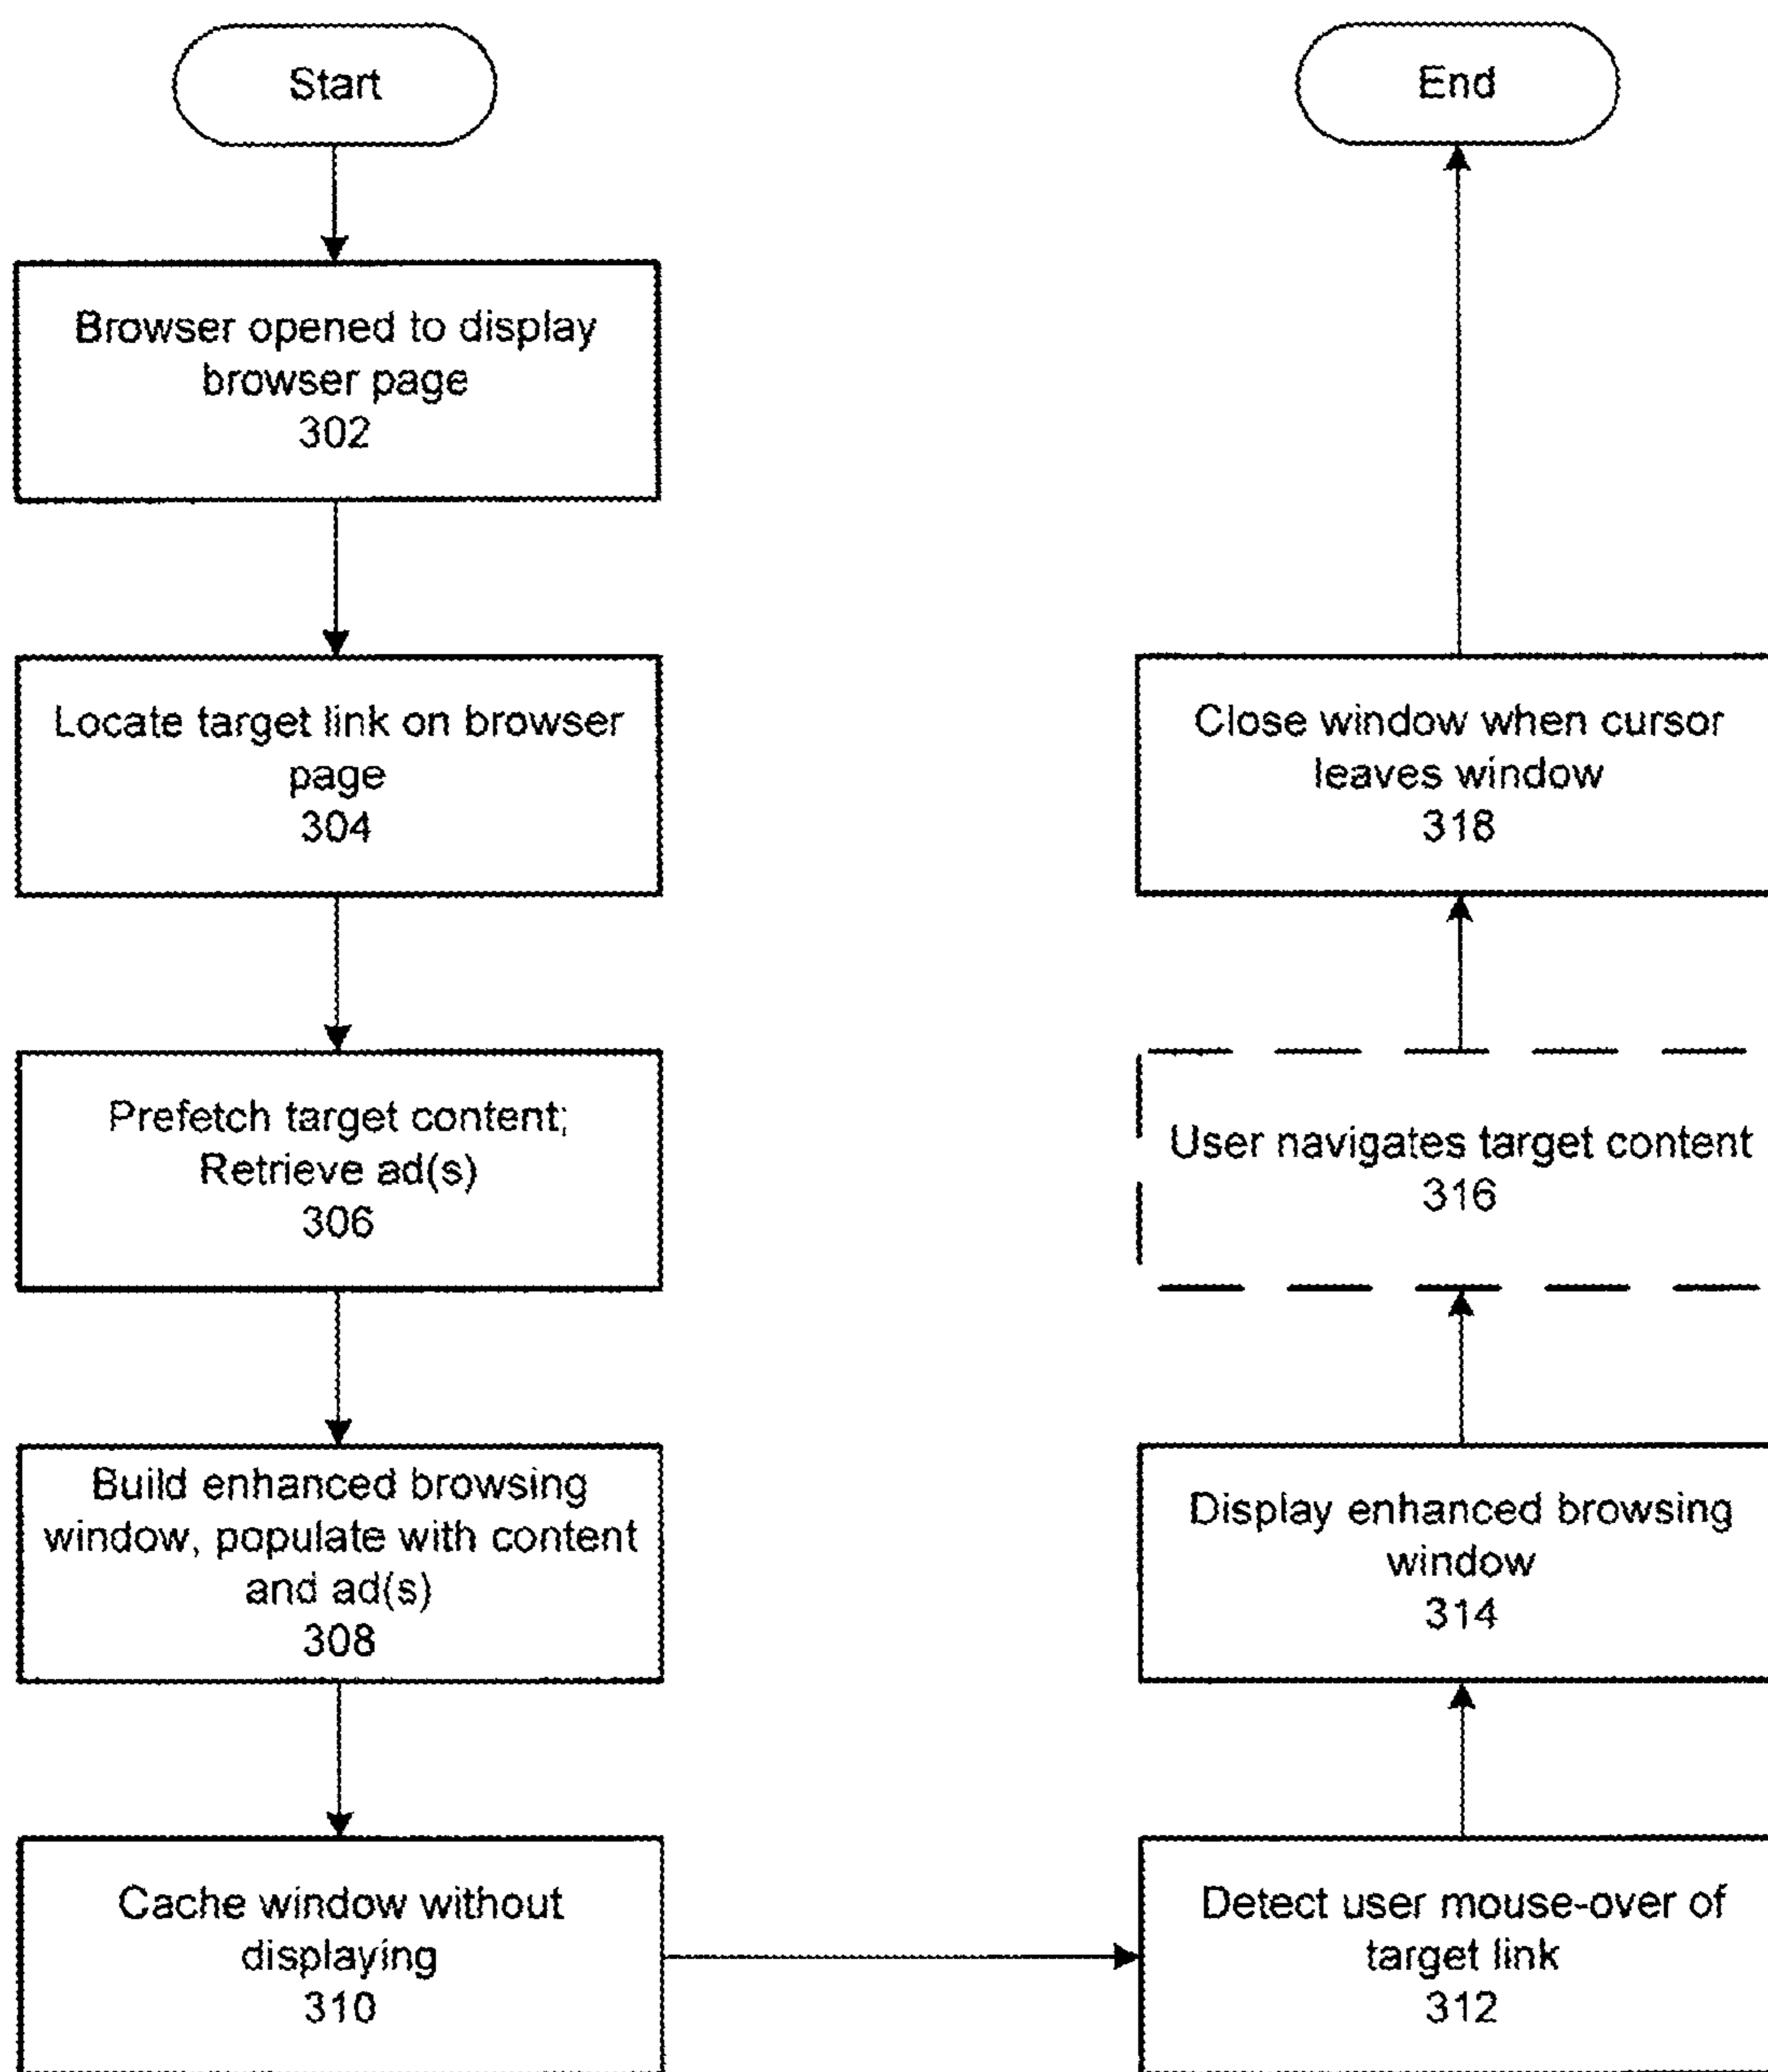 Start
Browser opened to display
browser page
302
Locate target link on browser
page
304
Prefetch target content;
Retrieve ad(s)
306
Build enhanced browsing
window, populate with content
and ad(s)
308
Cache window without
displaying
310
Detect user mouse-over of
target link
312
Display enhanced browsing
window
314
User navigates target content
316
Close window when cursor
leaves window
318
End